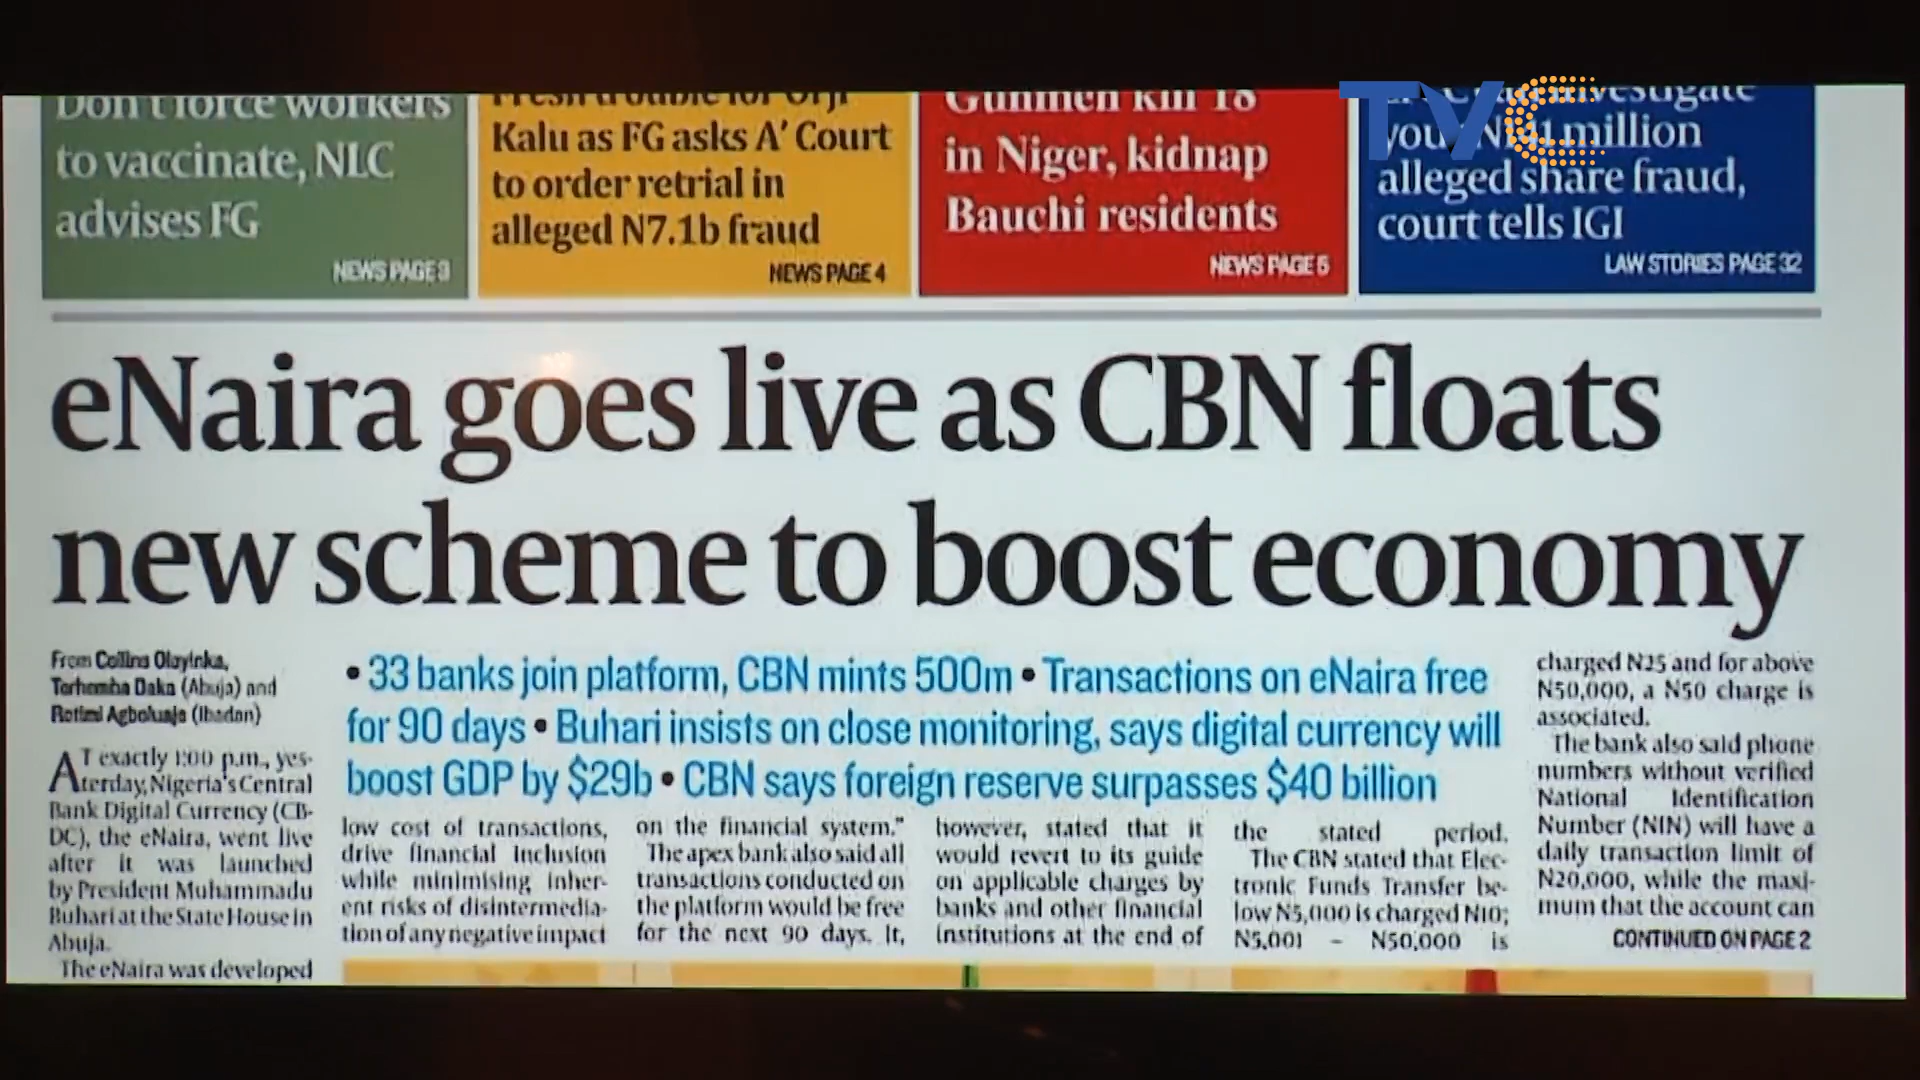 Don't force workers
to vaccinate, NLC
advises FG
NEWS PAGE 3
Fresh trouble for Orji
Kalu as FG asks A' Court
to order retrial in
alleged N7.1b fraud
NEWS PAGE 4
Gunmen kill 18
in Niger, kidnap
Bauchi residents
NEWS PAGE 5
investigate
million
alleged share fraud,
court tells IGI
LAW STORIES PAGE 32
TVC
eNaira goes live as CBN floats
new scheme to boost economy
From Collins Olayinka,
Terhemba Daka (Abuja) and
Rotimi Agboluaje (Ibadan)
• 33 banks join platform, CBN mints 500m • Transactions on eNaira free
for 90 days • Buhari insists on close monitoring, says digital currency will
boost GDP by $29b • CBN says foreign reserve surpasses $40 billion
AT exactly 1:00 p.m., yes-
terday, Nigeria's Central
Bank Digital Currency (CB-
DC), the eNaira, went live
after it was launched
by President Muhammadu
Buhari at the State House in
Abuja.
The eNaira was developed
low cost of transactions,
drive financial inclusion
while minimising inher-
ent risks of disintermedia-
tion of any negative impact
on the financial system."
The apex bank also said all
transactions conducted on
the platform would be free
for the next 90 days. It,
however, stated that it
would revert to its guide
on applicable charges by
banks and other financial
institutions at the end of
the stated period.
The CBN stated that Elec-
tronic Funds Transfer be-
low N5,000 is charged N10;
N5,001 – N50,000 is
charged N25 and for above
N50,000, a N50 charge is
associated.
The bank also said phone
numbers without verified
National Identification
Number (NIN) will have a
daily transaction limit of
N20,000, while the maxi-
mum that the account can
CONTINUED ON PAGE 2